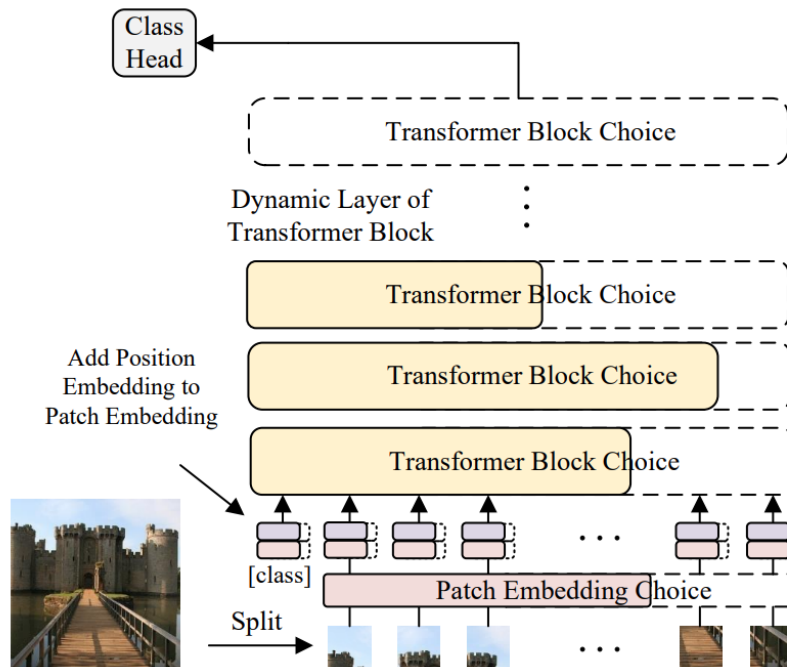 Class
Head
Transformer Block Choice
Dynamic Layer of
Transformer Block
Transformer Block Choice
Add Position
Embedding to
Patch Embedding
Transformer Block Choice
Transformer Block Choice
[class]
Patch Embedding Choice
Split